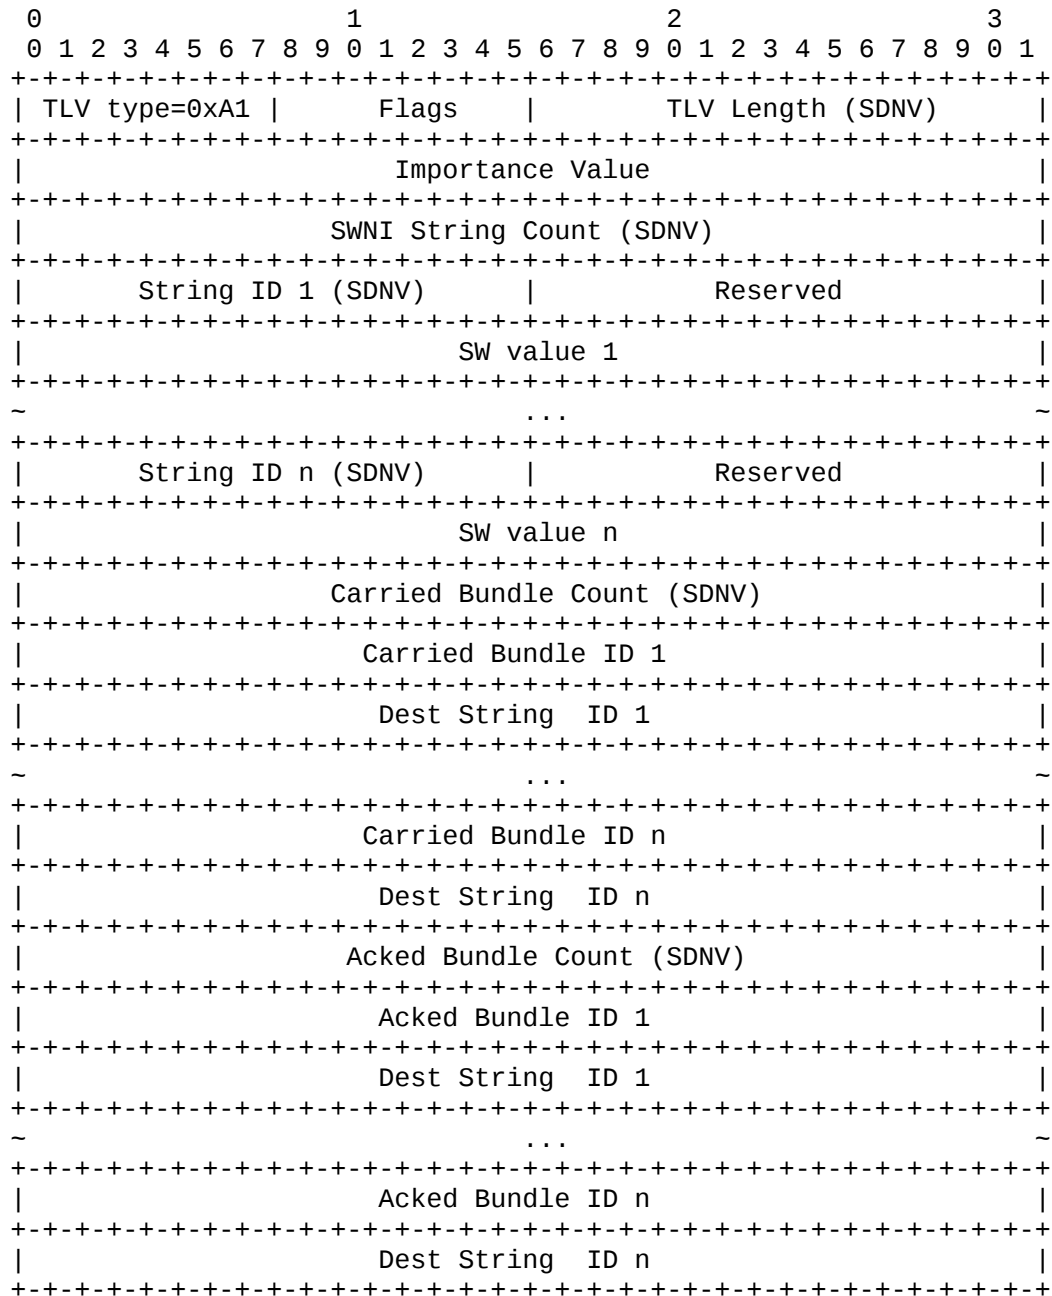 0                   1                   2                   3
 0 1 2 3 4 5 6 7 8 9 0 1 2 3 4 5 6 7 8 9 0 1 2 3 4 5 6 7 8 9 0 1
+-+-+-+-+-+-+-+-+-+-+-+-+-+-+-+-+-+-+-+-+-+-+-+-+-+-+-+-+-+-+-+-+
| TLV type=0xA1 |      Flags    |        TLV Length (SDNV)      |
+-+-+-+-+-+-+-+-+-+-+-+-+-+-+-+-+-+-+-+-+-+-+-+-+-+-+-+-+-+-+-+-+
|                       Importance Value                        |
+-+-+-+-+-+-+-+-+-+-+-+-+-+-+-+-+-+-+-+-+-+-+-+-+-+-+-+-+-+-+-+-+
|                   SWNI String Count (SDNV)                    |
+-+-+-+-+-+-+-+-+-+-+-+-+-+-+-+-+-+-+-+-+-+-+-+-+-+-+-+-+-+-+-+-+
|       String ID 1 (SDNV)      |           Reserved            |
+-+-+-+-+-+-+-+-+-+-+-+-+-+-+-+-+-+-+-+-+-+-+-+-+-+-+-+-+-+-+-+-+
|                           SW value 1                          |
+-+-+-+-+-+-+-+-+-+-+-+-+-+-+-+-+-+-+-+-+-+-+-+-+-+-+-+-+-+-+-+-+
~                               ...                             ~
+-+-+-+-+-+-+-+-+-+-+-+-+-+-+-+-+-+-+-+-+-+-+-+-+-+-+-+-+-+-+-+-+
|       String ID n (SDNV)      |           Reserved            |
+-+-+-+-+-+-+-+-+-+-+-+-+-+-+-+-+-+-+-+-+-+-+-+-+-+-+-+-+-+-+-+-+
|                           SW value n                          |
+-+-+-+-+-+-+-+-+-+-+-+-+-+-+-+-+-+-+-+-+-+-+-+-+-+-+-+-+-+-+-+-+
|                   Carried Bundle Count (SDNV)                 |
+-+-+-+-+-+-+-+-+-+-+-+-+-+-+-+-+-+-+-+-+-+-+-+-+-+-+-+-+-+-+-+-+
|                     Carried Bundle ID 1                       |
+-+-+-+-+-+-+-+-+-+-+-+-+-+-+-+-+-+-+-+-+-+-+-+-+-+-+-+-+-+-+-+-+
|                      Dest String  ID 1                        |
+-+-+-+-+-+-+-+-+-+-+-+-+-+-+-+-+-+-+-+-+-+-+-+-+-+-+-+-+-+-+-+-+
~                               ...                             ~
+-+-+-+-+-+-+-+-+-+-+-+-+-+-+-+-+-+-+-+-+-+-+-+-+-+-+-+-+-+-+-+-+
|                     Carried Bundle ID n                       |
+-+-+-+-+-+-+-+-+-+-+-+-+-+-+-+-+-+-+-+-+-+-+-+-+-+-+-+-+-+-+-+-+
|                      Dest String  ID n                        |
+-+-+-+-+-+-+-+-+-+-+-+-+-+-+-+-+-+-+-+-+-+-+-+-+-+-+-+-+-+-+-+-+
|                    Acked Bundle Count (SDNV)                  |
+-+-+-+-+-+-+-+-+-+-+-+-+-+-+-+-+-+-+-+-+-+-+-+-+-+-+-+-+-+-+-+-+
|                      Acked Bundle ID 1                        |
+-+-+-+-+-+-+-+-+-+-+-+-+-+-+-+-+-+-+-+-+-+-+-+-+-+-+-+-+-+-+-+-+
|                      Dest String  ID 1                        |
+-+-+-+-+-+-+-+-+-+-+-+-+-+-+-+-+-+-+-+-+-+-+-+-+-+-+-+-+-+-+-+-+
~                               ...                             ~
+-+-+-+-+-+-+-+-+-+-+-+-+-+-+-+-+-+-+-+-+-+-+-+-+-+-+-+-+-+-+-+-+
|                      Acked Bundle ID n                        |
+-+-+-+-+-+-+-+-+-+-+-+-+-+-+-+-+-+-+-+-+-+-+-+-+-+-+-+-+-+-+-+-+
|                      Dest String  ID n                        |
+-+-+-+-+-+-+-+-+-+-+-+-+-+-+-+-+-+-+-+-+-+-+-+-+-+-+-+-+-+-+-+-+